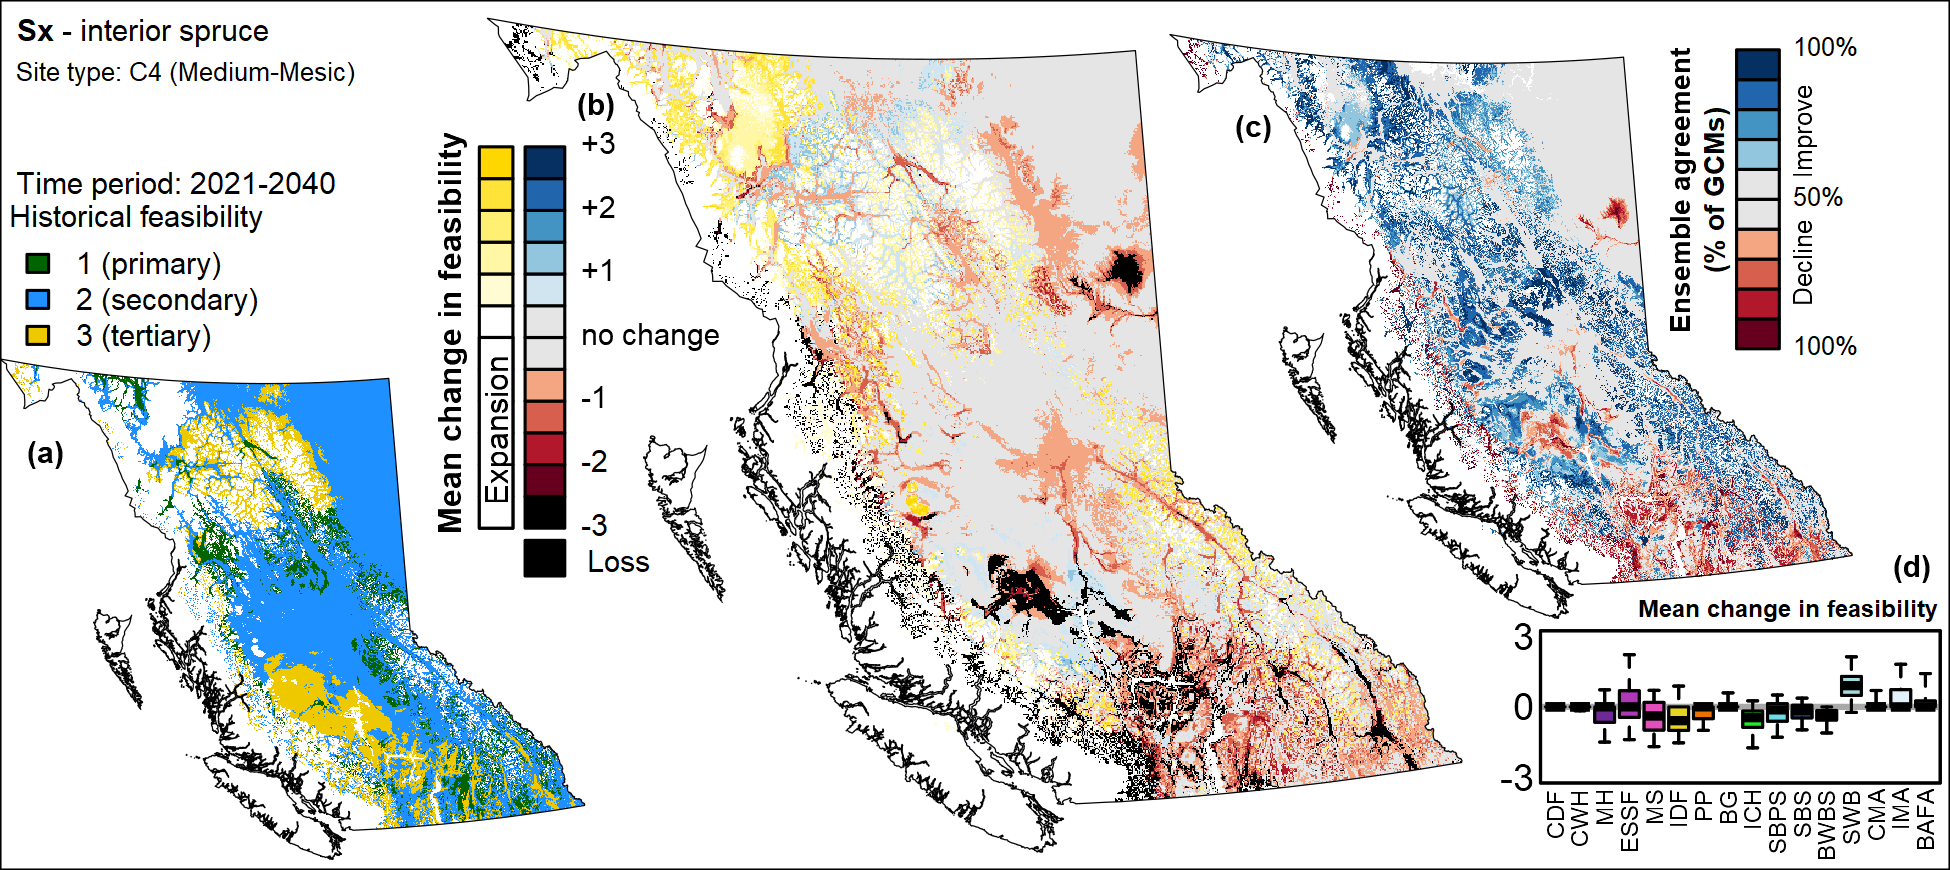 Sx - interior spruce
Site type: C4 (Medium-Mesic)
Time period: 2021-2040
Historical feasibility
1 (primary)
2 (secondary)
3 (tertiary)
(a)
(b)
Mean change in feasibility
Expansion
+3
+2
+1
no change
-1
-2
-3
Loss
(c)
Ensemble agreement
(% of GCMs)
100%
Improve
50%
Decline
100%
(d)
Mean change in feasibility
3
0
-3
CDF
CWH
MH
ESSF
MS
IDF
PP
BG
ICH
SBPS
SBS
BWBS
SWB
CMA
IMA
BAFA